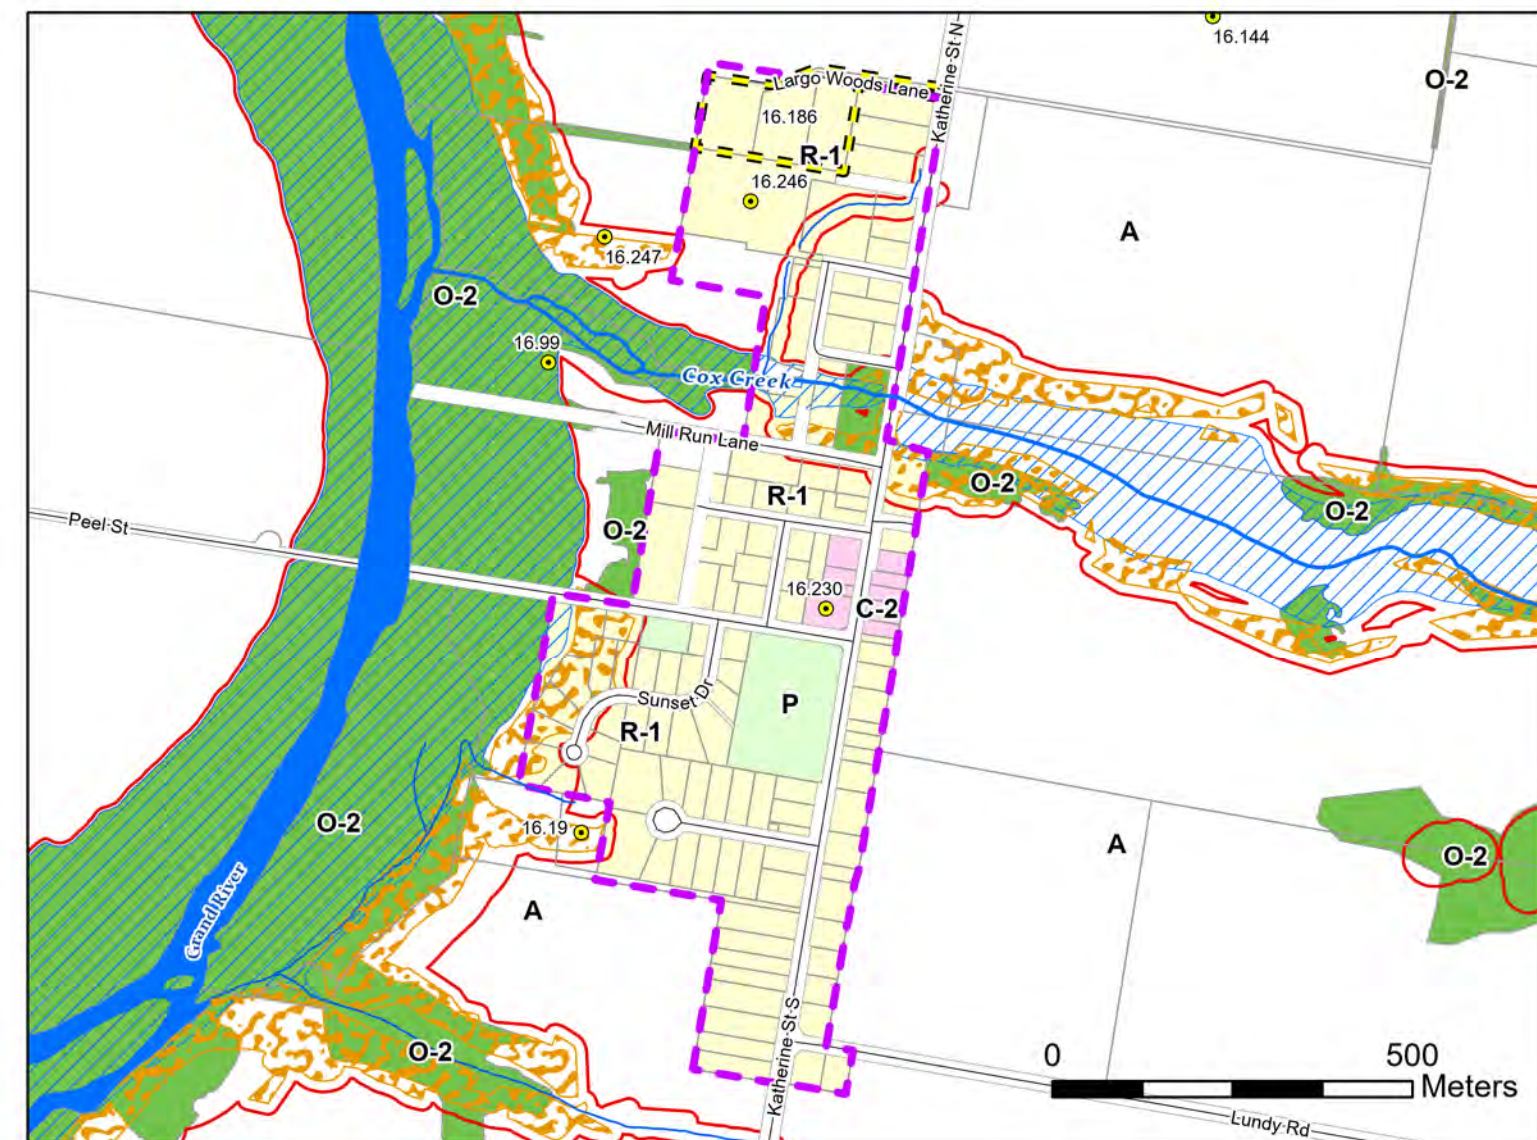 16.144
Katherine St N
O-2
Largo Woods Lane
16.186
R-1
16.246
A
16.247
O-2
16.99
Cox Creek
Mill Run Lane
R-1
O-2
O-2
Peel St
O-2
16.230
C-2
Sunset Dr
P
R-1
O-2
16.19
A
O-2
Grand River
A
Katherine St S
O-2
0 500
Meters
Lundy Rd